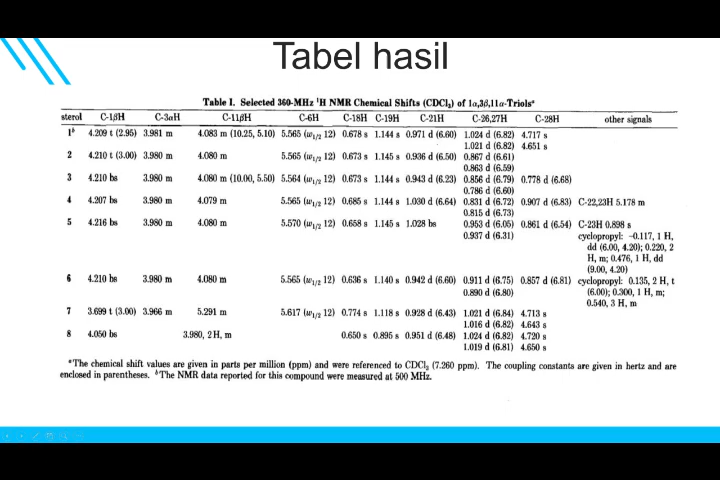 Tabel hasil
Table I. Selected 360-MHz ¹H NMR Chemical Shifts (CDCl₃) of 1α,3β,11α-Triolsᵃ
sterol C-1βH C-3αH C-11βH C-6H C-18H C-19H C-21H C-26,27H C-28H other signals
1ᵇ 4.209 t (2.95) 3.981 m 4.083 m (10.25, 5.10) 5.565 (w₁/₂ 12) 0.678 s 1.144 s 0.971 d (6.60) 1.024 d (6.82) 4.717 s
1.021 d (6.82) 4.651 s
2 4.210 t (3.00) 3.980 m 4.080 m 5.565 (w₁/₂ 12) 0.673 s 1.145 s 0.936 d (6.50) 0.867 d (6.61)
0.863 d (6.59)
3 4.210 bs 3.980 m 4.080 m (10.00, 5.50) 5.564 (w₁/₂ 12) 0.673 s 1.144 s 0.943 d (6.23) 0.856 d (6.79) 0.778 d (6.68)
0.786 d (6.60)
4 4.207 bs 3.980 m 4.079 m 5.565 (w₁/₂ 12) 0.685 s 1.144 s 1.030 d (6.64) 0.831 d (6.72) 0.907 d (6.83) C-22,23H 5.178 m
0.815 d (6.73)
5 4.216 bs 3.980 m 4.080 m 5.570 (w₁/₂ 12) 0.658 s 1.145 s 1.028 bs 0.953 d (6.05) 0.861 d (6.54) C-23H 0.898 s
0.937 d (6.31) cyclopropyl: -0.117, 1 H,
dd (6.00, 4.20); 0.220, 2
H, m; 0.476, 1 H, dd
(9.00, 4.20)
6 4.210 bs 3.980 m 4.080 m 5.565 (w₁/₂ 12) 0.636 s 1.140 s 0.942 d (6.60) 0.911 d (6.75) 0.857 d (6.81) cyclopropyl: 0.135, 2 H, t
0.890 d (6.80) (6.00); 0.300, 1 H, m;
0.540, 3 H, m
7 3.699 t (3.00) 3.966 m 5.291 m 5.617 (w₁/₂ 12) 0.774 s 1.118 s 0.928 d (6.43) 1.021 d (6.84) 4.713 s
1.016 d (6.82) 4.643 s
8 4.050 bs 3.980, 2 H, m 0.650 s 0.895 s 0.951 d (6.48) 1.024 d (6.82) 4.720 s
1.019 d (6.81) 4.650 s
ᵃThe chemical shift values are given in parts per million (ppm) and were referenced to CDCl₃ (7.260 ppm). The coupling constants are given in hertz and are
enclosed in parentheses. ᵇThe NMR data reported for this compound were measured at 500 MHz.